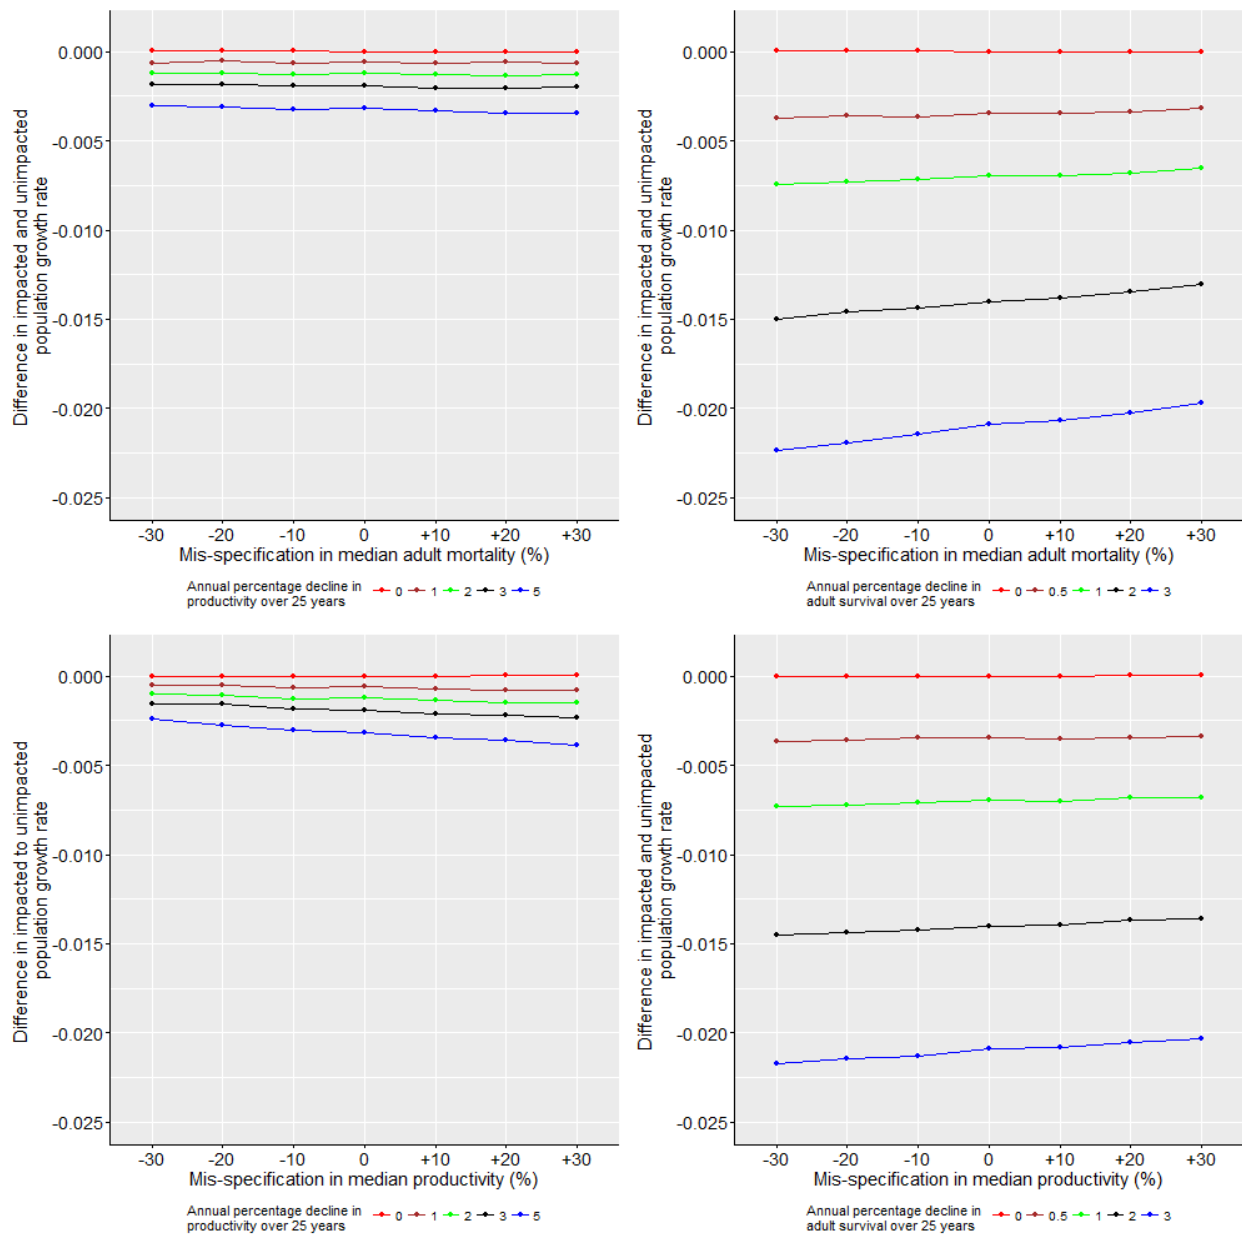 Difference in impacted and unimpacted
population growth rate
0.000
-0.005
-0.010
-0.015
-0.020
-0.025
-30 -20 -10 0 +10 +20 +30
Mis-specification in median adult mortality (%)
Annual percentage decline in
productivity over 25 years
0 1 2 3 5
Difference in impacted and unimpacted
population growth rate
0.000
-0.005
-0.010
-0.015
-0.020
-0.025
-30 -20 -10 0 +10 +20 +30
Mis-specification in median adult mortality (%)
Annual percentage decline in
adult survival over 25 years
0 0.5 1 2 3
Difference in impacted to unimpacted
population growth rate
0.000
-0.005
-0.010
-0.015
-0.020
-0.025
-30 -20 -10 0 +10 +20 +30
Mis-specification in median productivity (%)
Annual percentage decline in
productivity over 25 years
0 1 2 3 5
Difference in impacted and unimpacted
population growth rate
0.000
-0.005
-0.010
-0.015
-0.020
-0.025
-30 -20 -10 0 +10 +20 +30
Mis-specification in median productivity (%)
Annual percentage decline in
adult survival over 25 years
0 0.5 1 2 3